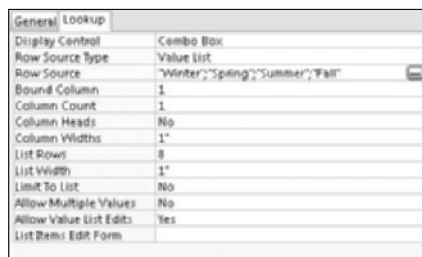 General Lookup
Display Control Combo Box
Row Source Type Value List
Row Source "Winter";"Spring";"Summer";"Fall"
Bound Column 1
Column Count 1
Column Heads No
Column Widths 1"
List Rows 8
List Width 1"
Limit To List No
Allow Multiple Values No
Allow Value List Edits Yes
List Items Edit Form